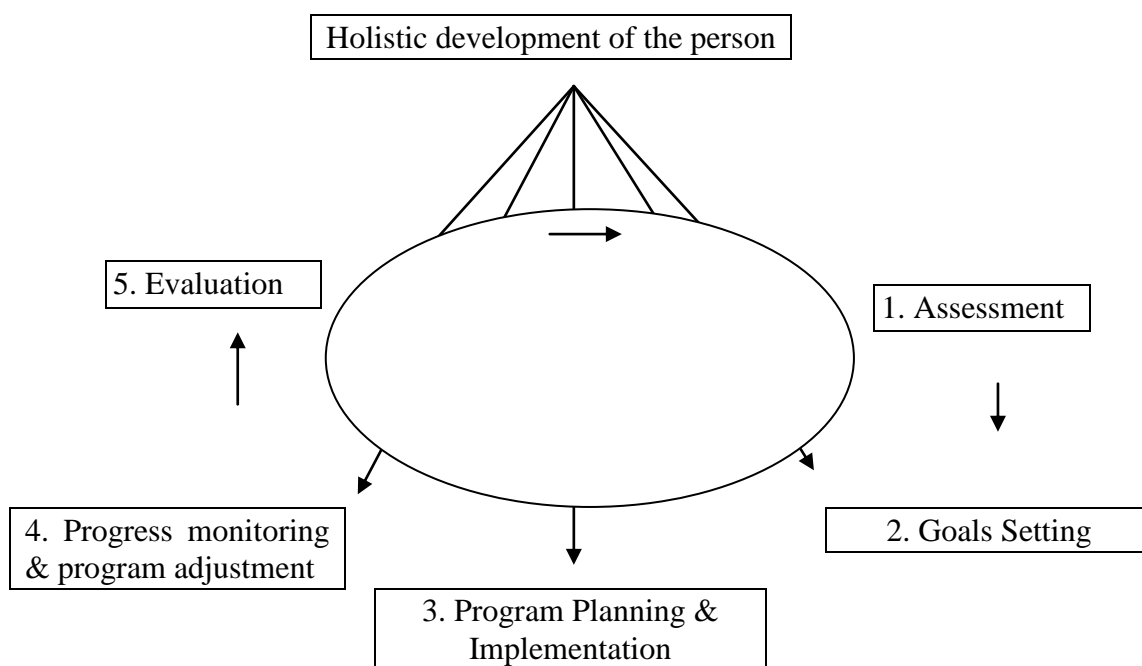 Holistic development of the person
5. Evaluation
1. Assessment
4. Progress monitoring
& program adjustment
2. Goals Setting
3. Program Planning &
Implementation